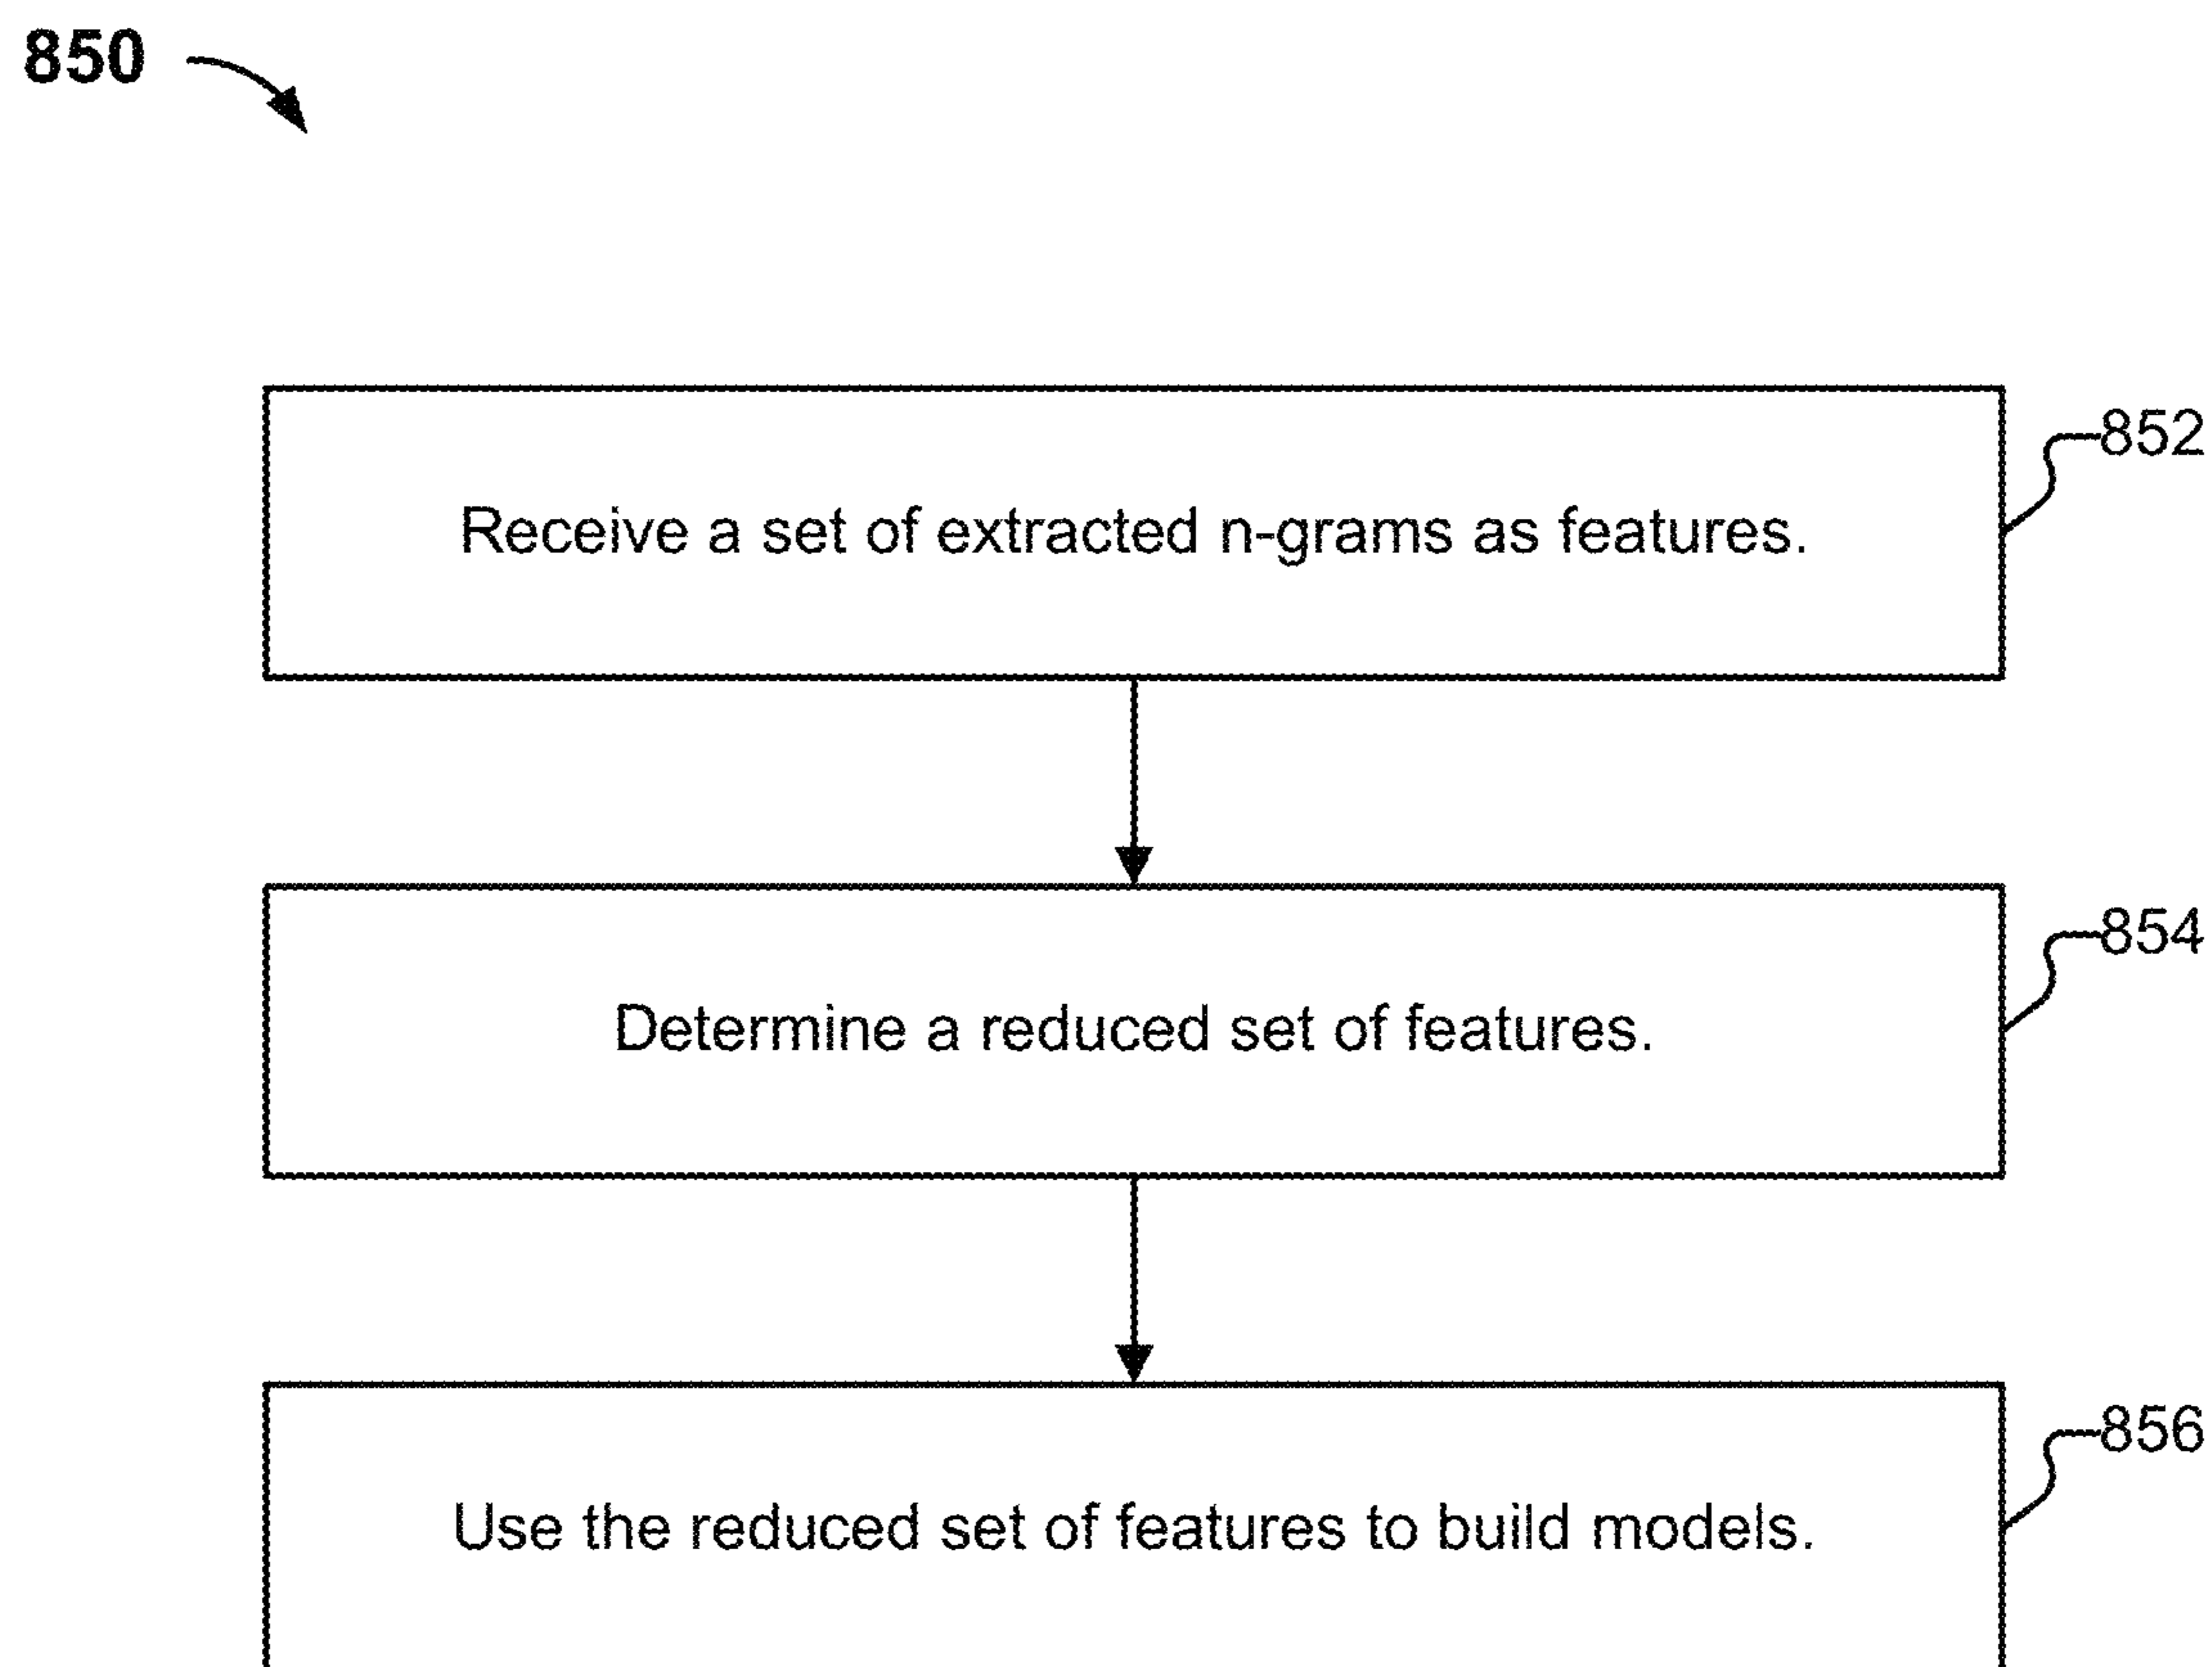 850
852
Receive a set of extracted n-grams as features.
854
Determine a reduced set of features.
856
Use the reduced set of features to build models.